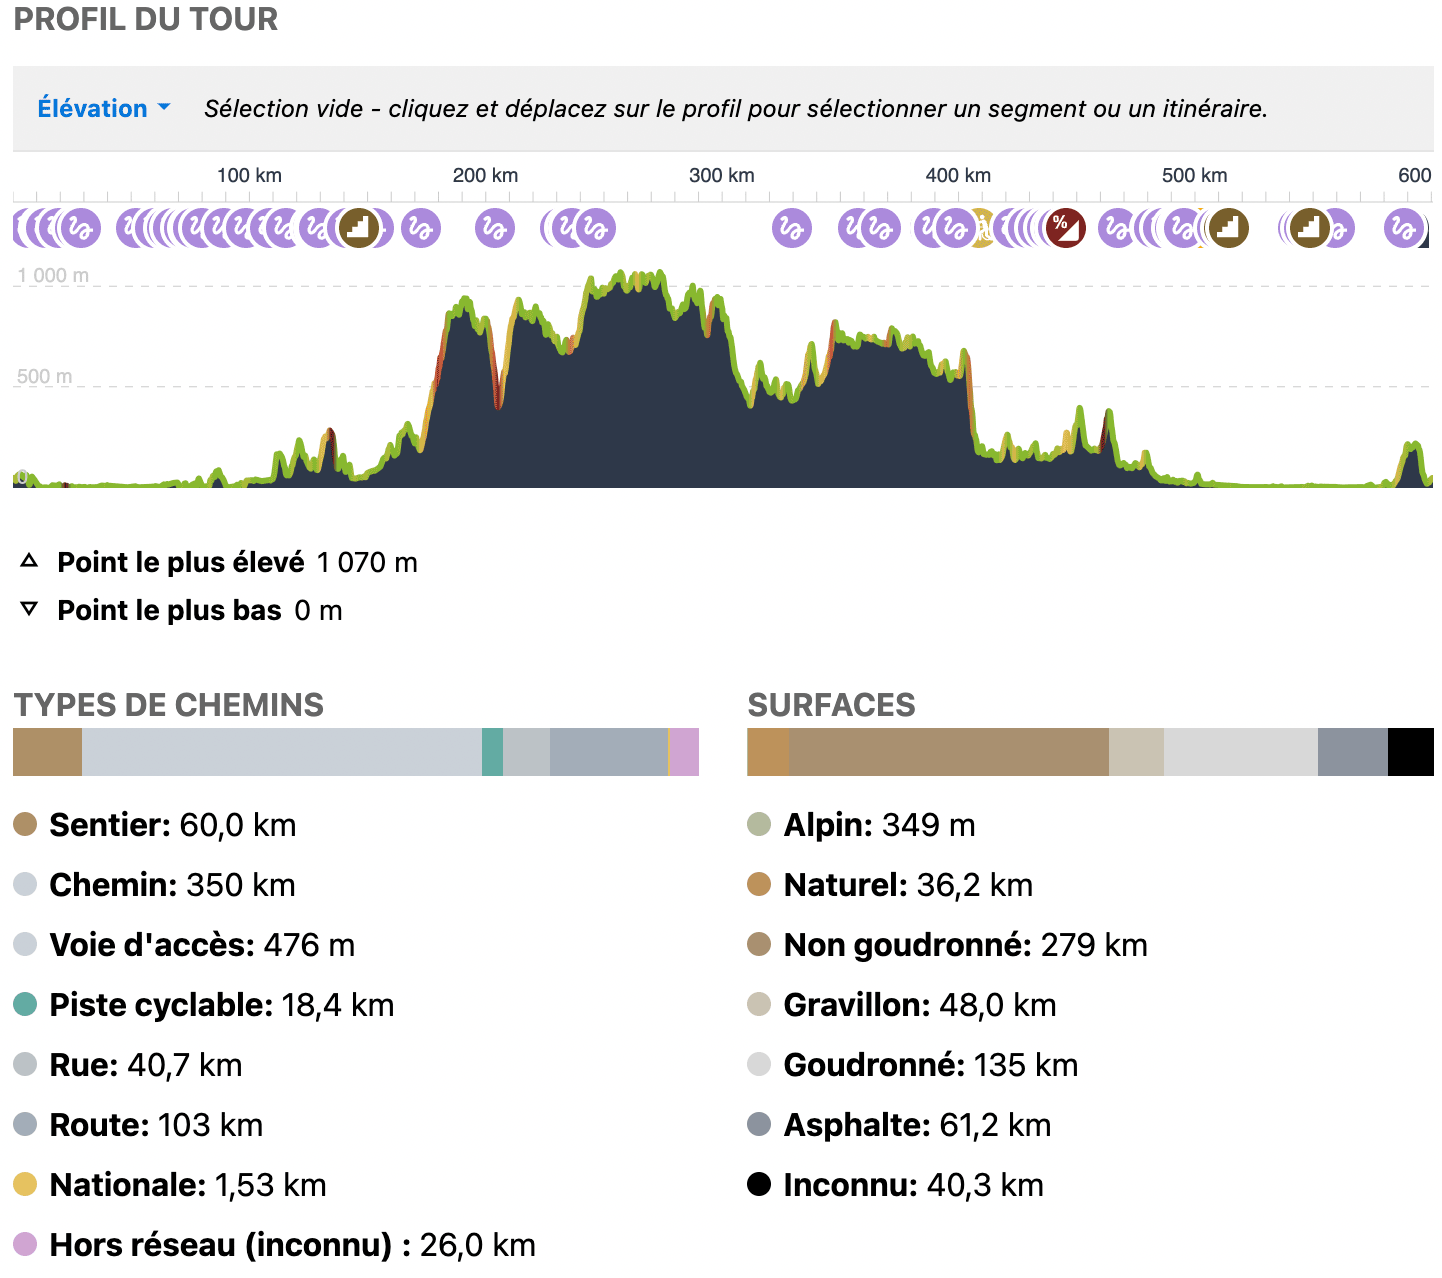 PROFIL DU TOUR
Élévation Sélection vide - cliquez et déplacez sur le profil pour sélectionner un segment ou un itinéraire.
100 km 200 km 300 km 400 km 500 km 600
%
1 000 m
500 m
0
Point le plus élevé 1 070 m
Point le plus bas 0 m
TYPES DE CHEMINS
Sentier: 60,0 km
Chemin: 350 km
Voie d'accès: 476 m
Piste cyclable: 18,4 km
Rue: 40,7 km
Route: 103 km
Nationale: 1,53 km
Hors réseau (inconnu) : 26,0 km
SURFACES
Alpin: 349 m
Naturel: 36,2 km
Non goudronné: 279 km
Gravillon: 48,0 km
Goudronné: 135 km
Asphalte: 61,2 km
Inconnu: 40,3 km